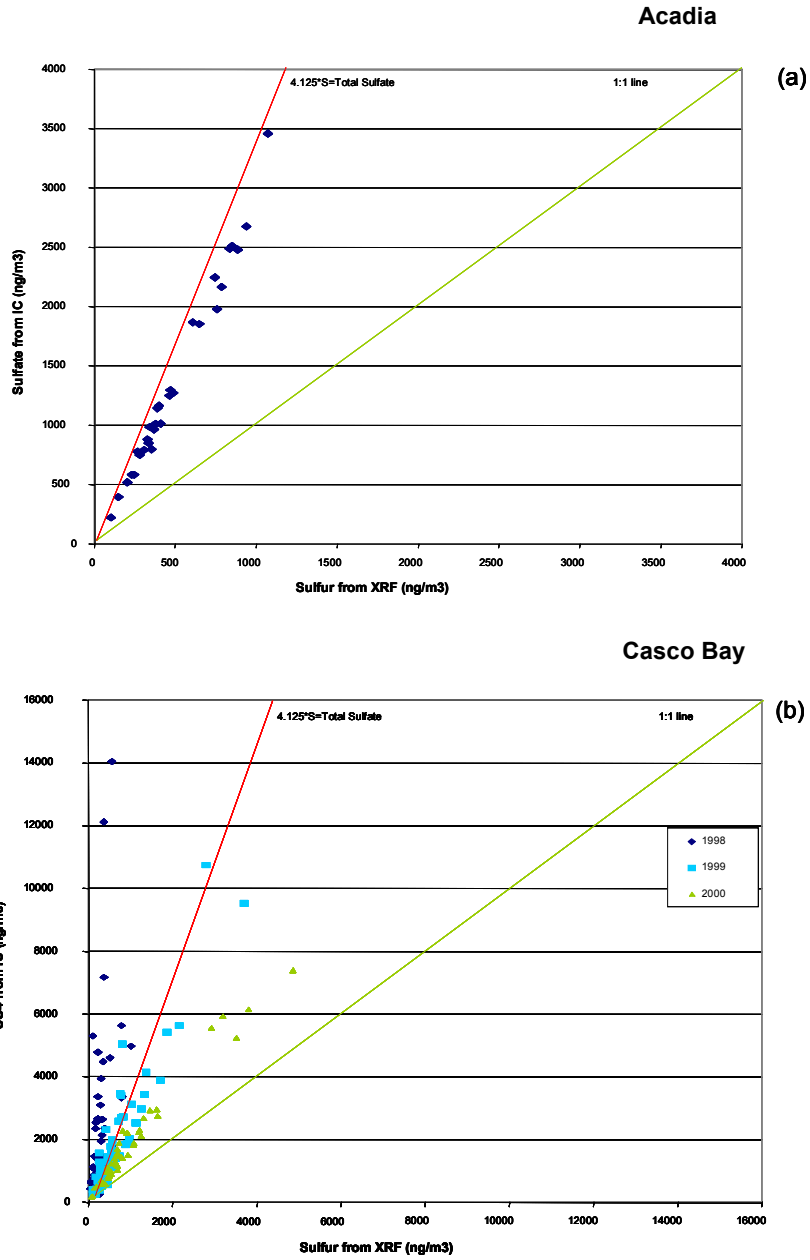 Acadia
(a)
4.125*S=Total Sulfate
1:1 line
4000
3500
3000
2500
2000
1500
1000
500
0
Sulfate from IC (ng/m3)
0 500 1000 1500 2000 2500 3000 3500 4000
Sulfur from XRF (ng/m3)
Casco Bay
(b)
4.125*S=Total Sulfate
1:1 line
16000
14000
12000
10000
8000
6000
4000
2000
0
1998
1999
2000
0 2000 4000 6000 8000 10000 12000 14000 16000
Sulfur from XRF (ng/m3)